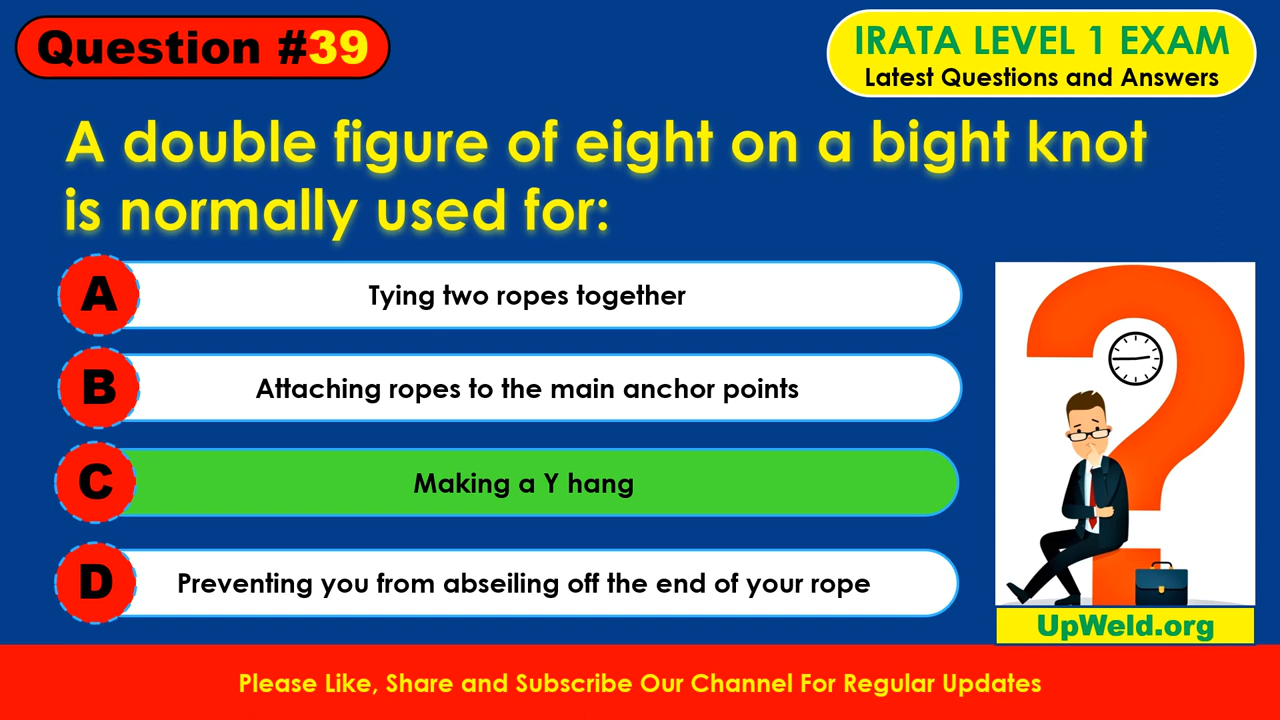 Question #39
IRATA LEVEL 1 EXAM
Latest Questions and Answers
A double figure of eight on a bight knot
is normally used for:
A Tying two ropes together
B Attaching ropes to the main anchor points
C Making a Y hang
D Preventing you from abseiling off the end of your rope
UpWeld.org
Please Like, Share and Subscribe Our Channel For Regular Updates